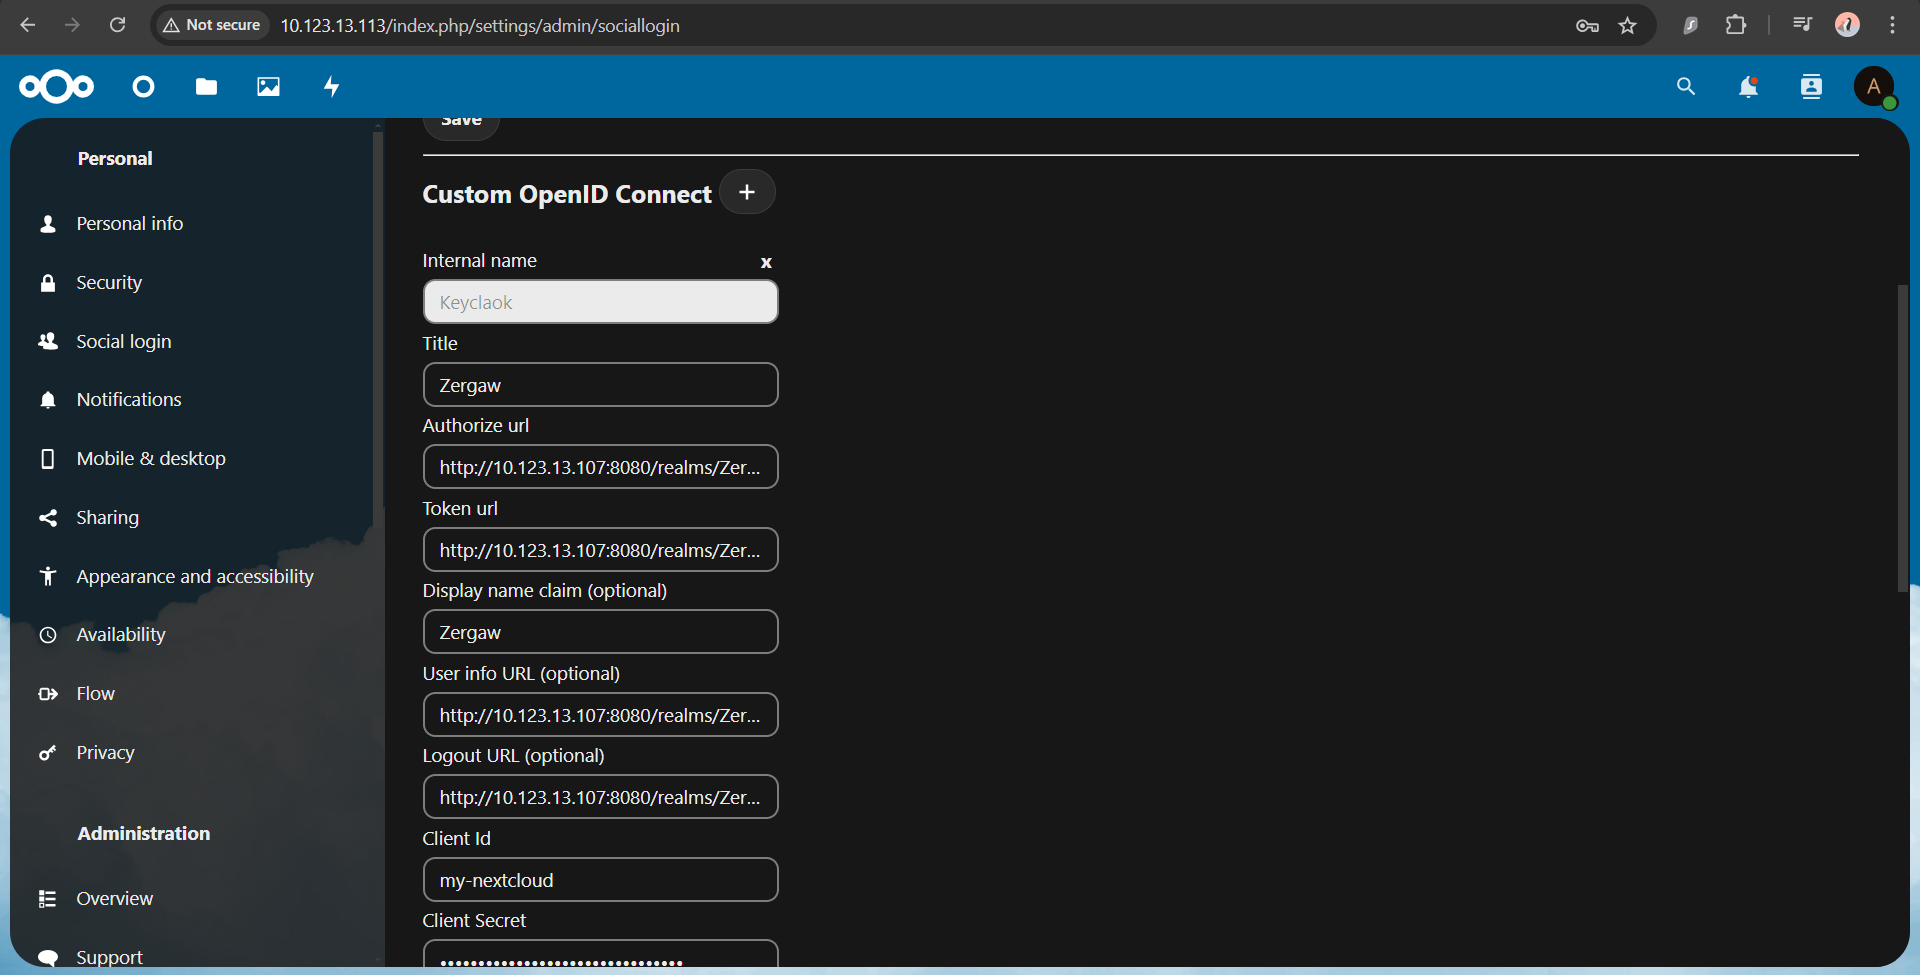 Not secure
10.123.13.113/index.php/settings/admin/sociallogin
A
Personal
Personal info
Security
Social login
Notifications
Mobile & desktop
Sharing
Appearance and accessibility
Availability
Flow
Privacy
Administration
Overview
Support
Save
Custom OpenID Connect +
Internal name x
Keyclaok
Title
Zergaw
Authorize url
http://10.123.13.107:8080/realms/Zer...
Token url
http://10.123.13.107:8080/realms/Zer...
Display name claim (optional)
Zergaw
User info URL (optional)
http://10.123.13.107:8080/realms/Zer...
Logout URL (optional)
http://10.123.13.107:8080/realms/Zer...
Client Id
my-nextcloud
Client Secret
••••••••••••••••••••••••••••••••